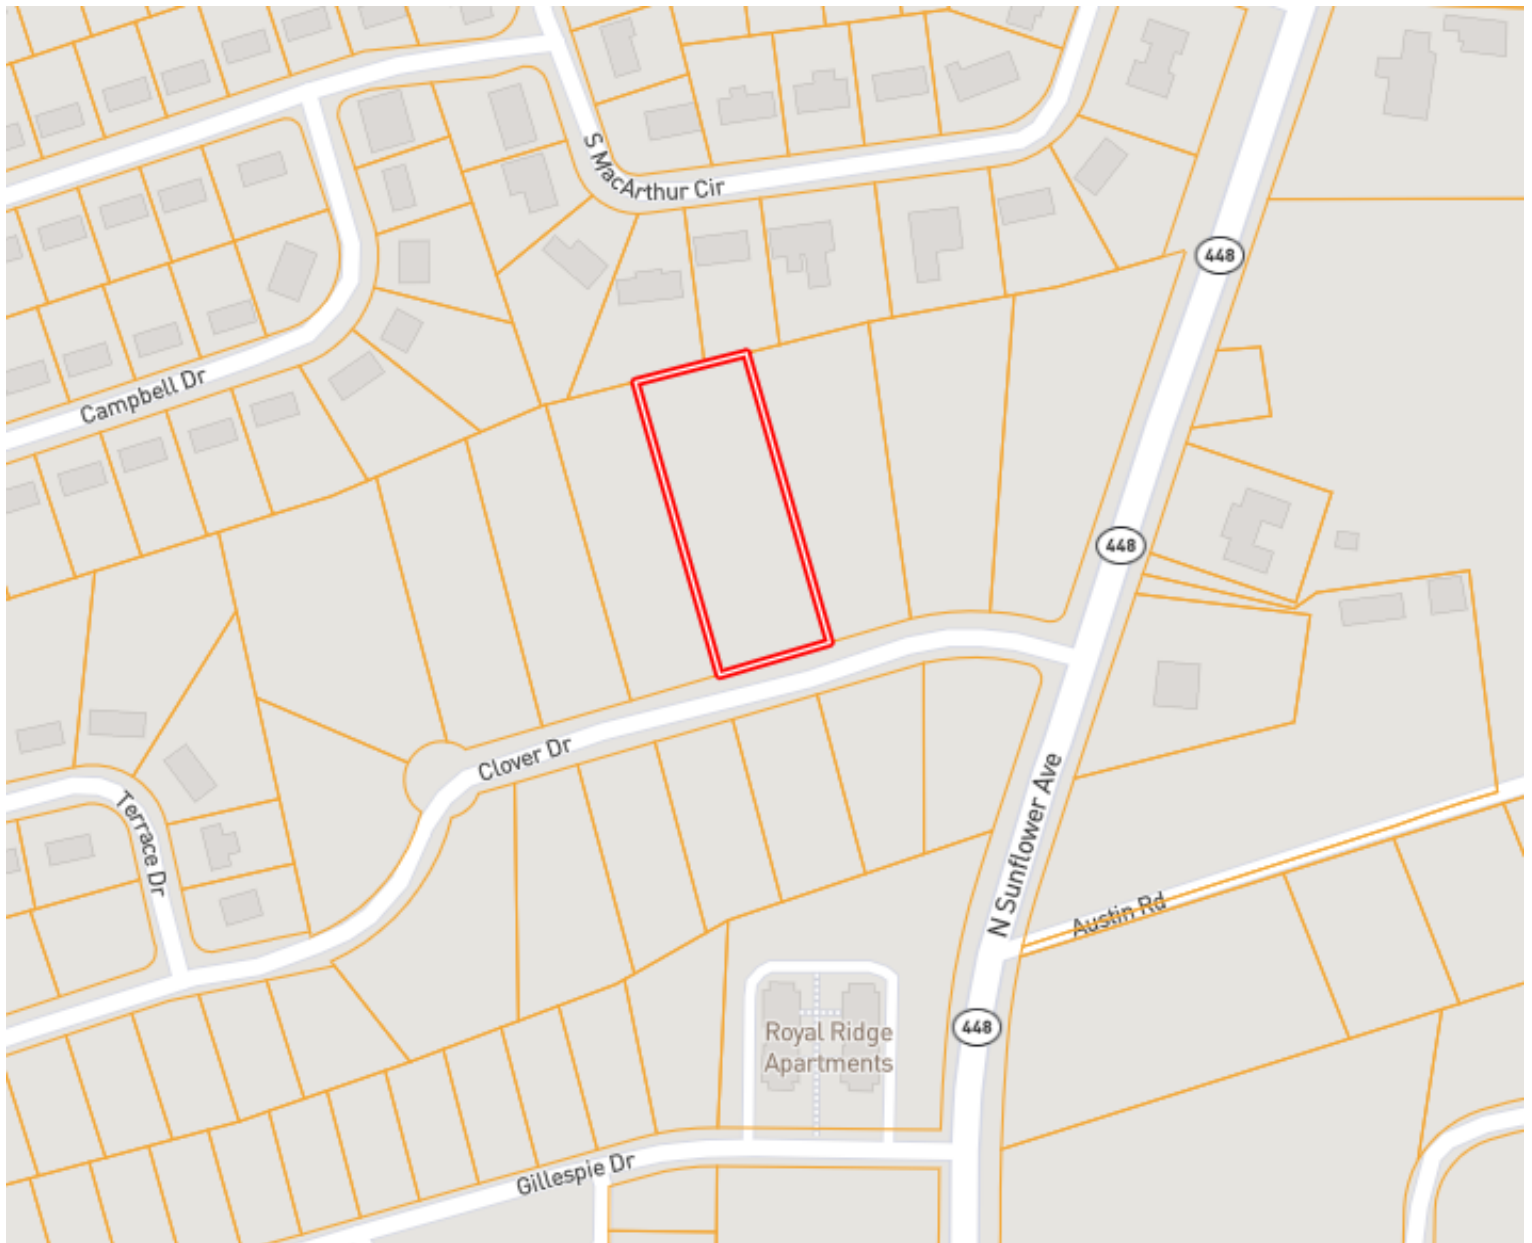 S MacArthur Cir
448
Campbell Dr
448
Clover Dr
N Sunflower Ave
Terrace Dr
Austin Rd
448
Royal Ridge
Apartments
Gillespie Dr